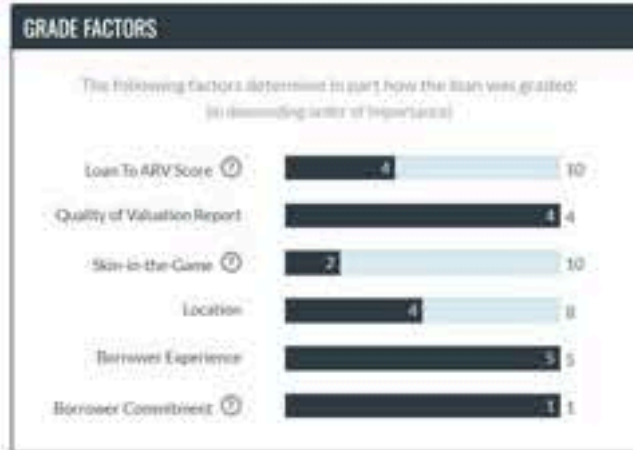 GRADE FACTORS
The following factors determine in part how the loan was graded:
(in descending order of importance)
Loan To ARV Score ? 4 10
Quality of Valuation Report 4 4
Skin-in-the-Game ? 2 10
Location 4 8
Borrower Experience 5 5
Borrower Commitment ? 1 1